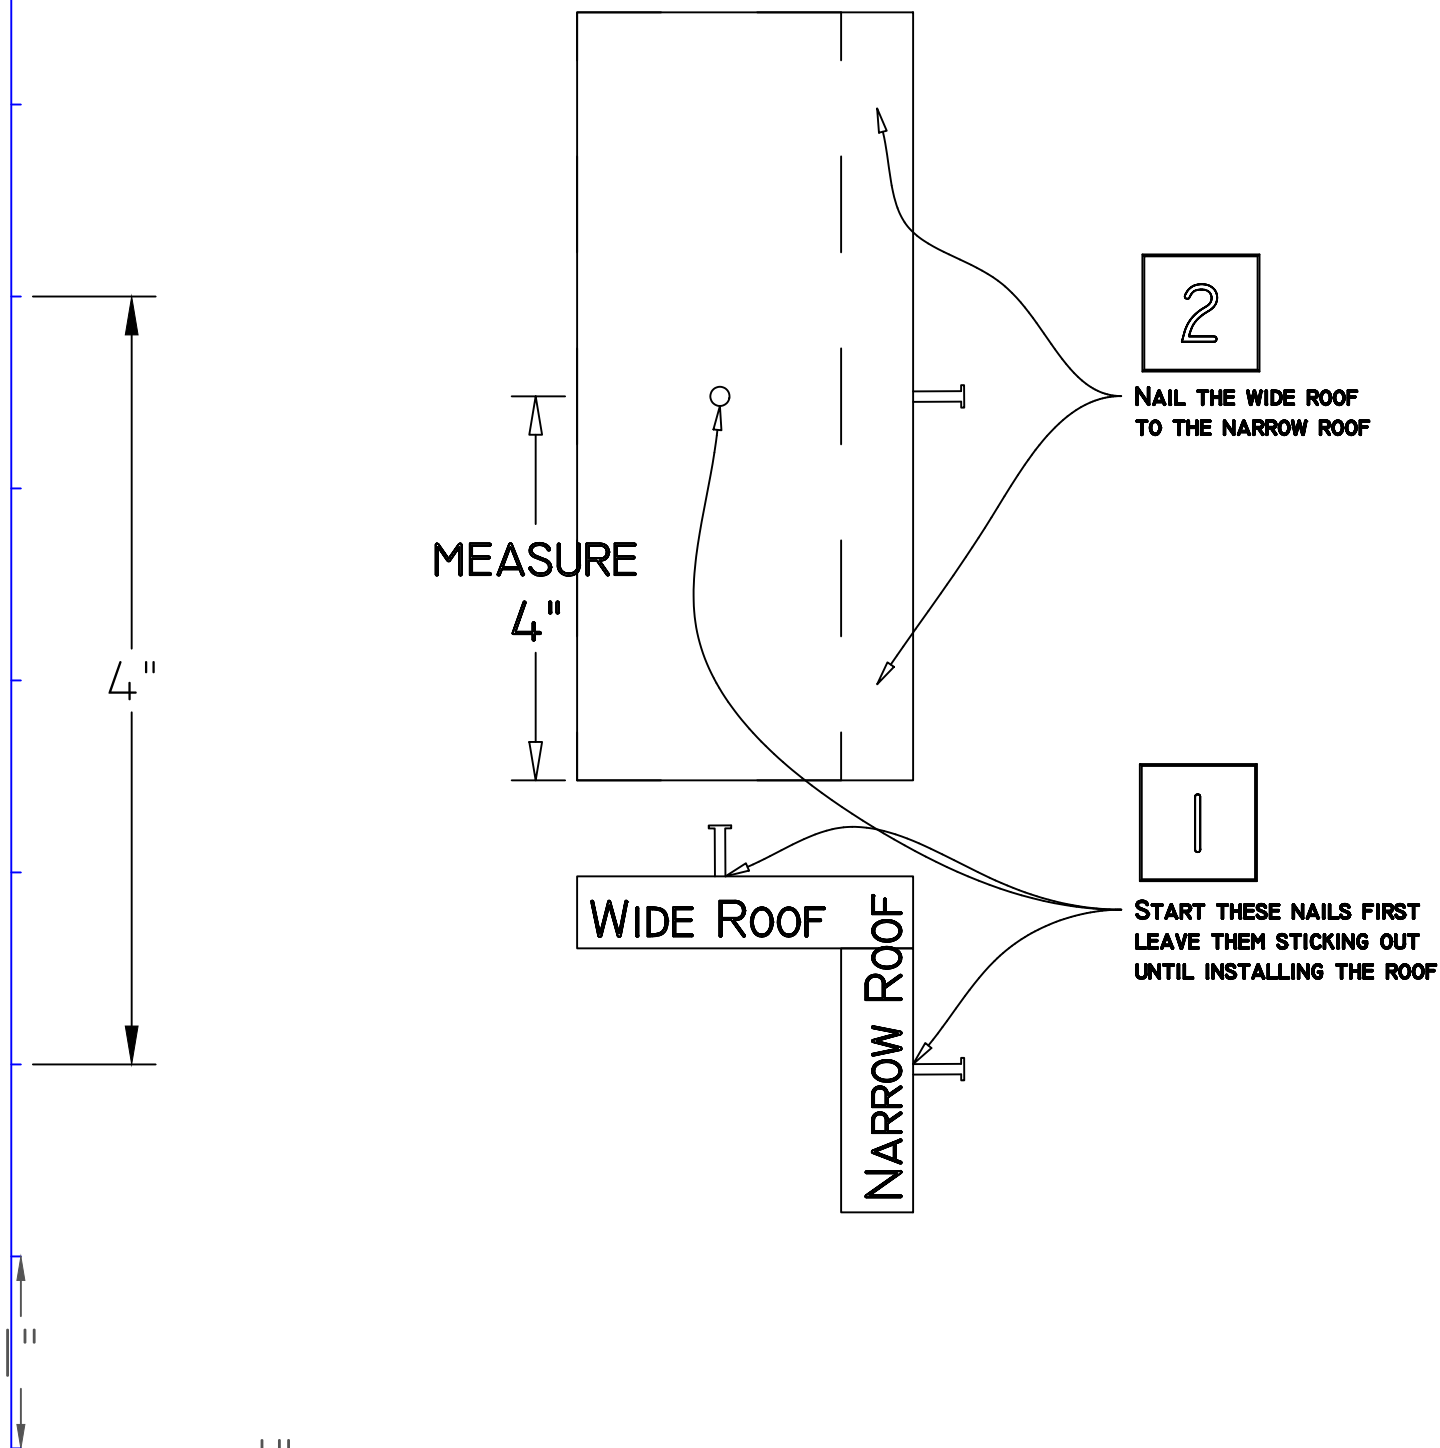 2
NAIL THE WIDE ROOF
TO THE NARROW ROOF
MEASURE
4"
4"
1
START THESE NAILS FIRST
LEAVE THEM STICKING OUT
UNTIL INSTALLING THE ROOF
WIDE ROOF
NARROW ROOF
1"